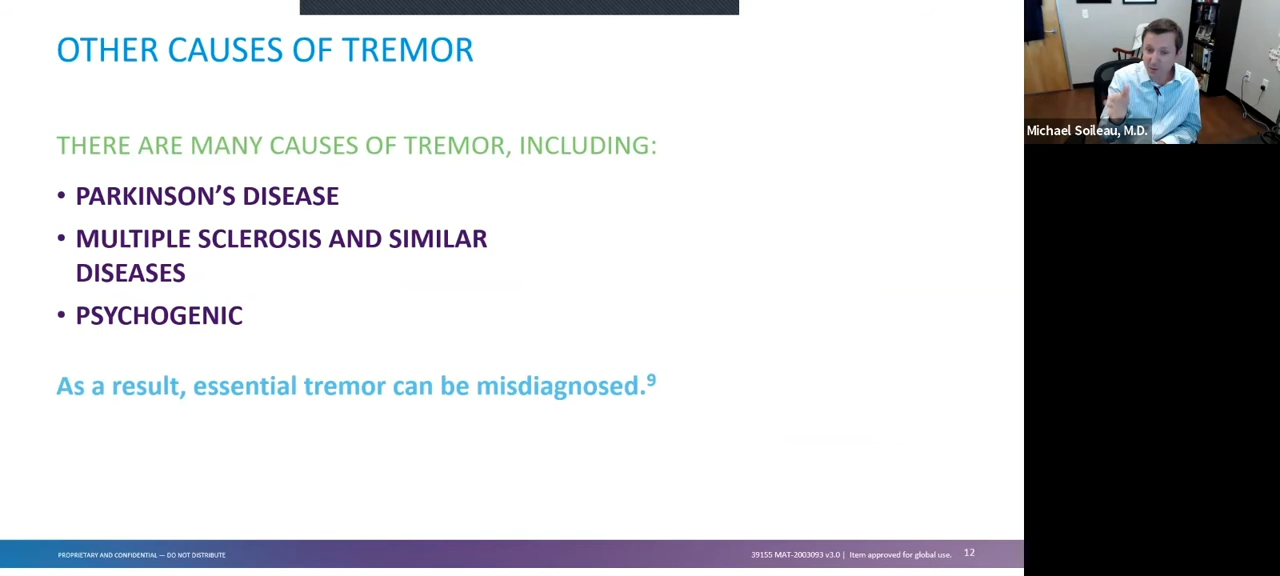 OTHER CAUSES OF TREMOR
THERE ARE MANY CAUSES OF TREMOR, INCLUDING:
• PARKINSON’S DISEASE
• MULTIPLE SCLEROSIS AND SIMILAR
DISEASES
• PSYCHOGENIC
As a result, essential tremor can be misdiagnosed.⁹
PROPRIETARY AND CONFIDENTIAL — DO NOT DISTRIBUTE
39155 MAT-2003093 v3.0 | Item approved for global use. 12
Michael Soileau, M.D.